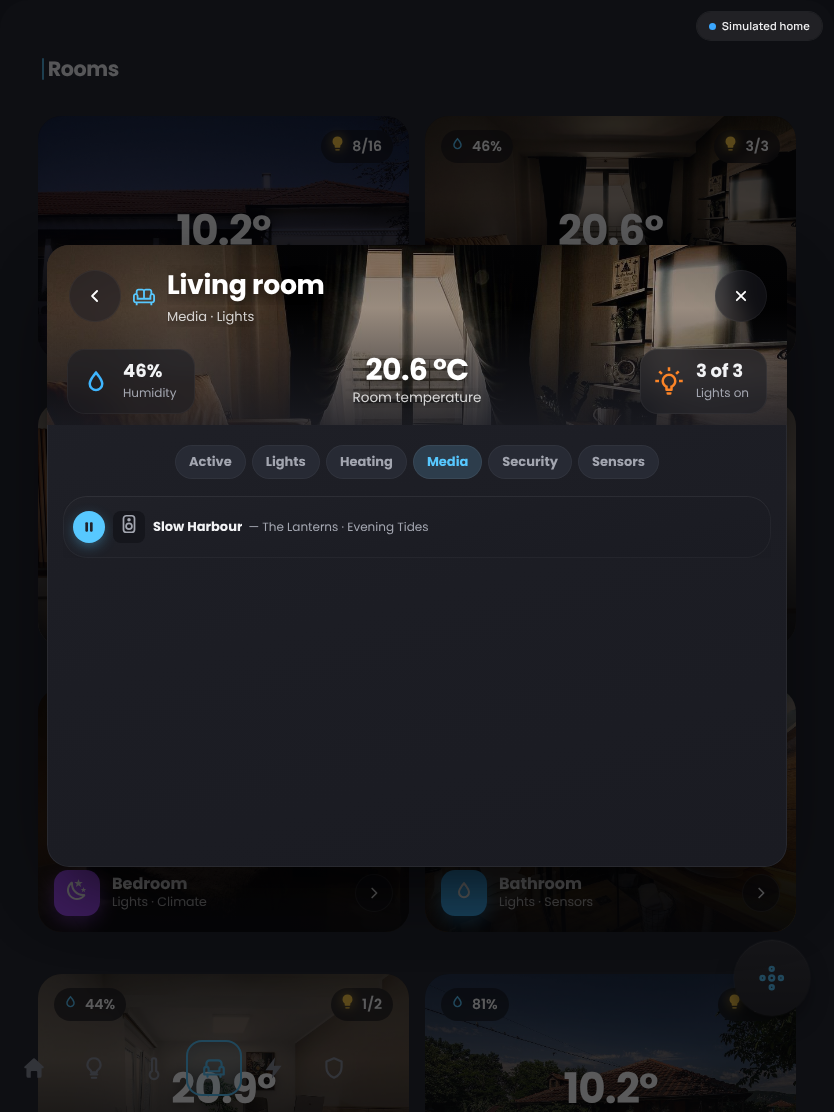 Simulated home
Rooms
8/16
46%
3/3
10.2°
20.6°
Living room
Media · Lights
46%
Humidity
20.6 °C
Room temperature
3 of 3
Lights on
Active
Lights
Heating
Media
Security
Sensors
Slow Harbour — The Lanterns · Evening Tides
Bedroom
Lights · Climate
Bathroom
Lights · Sensors
44%
1/2
81%
20.9°
10.2°